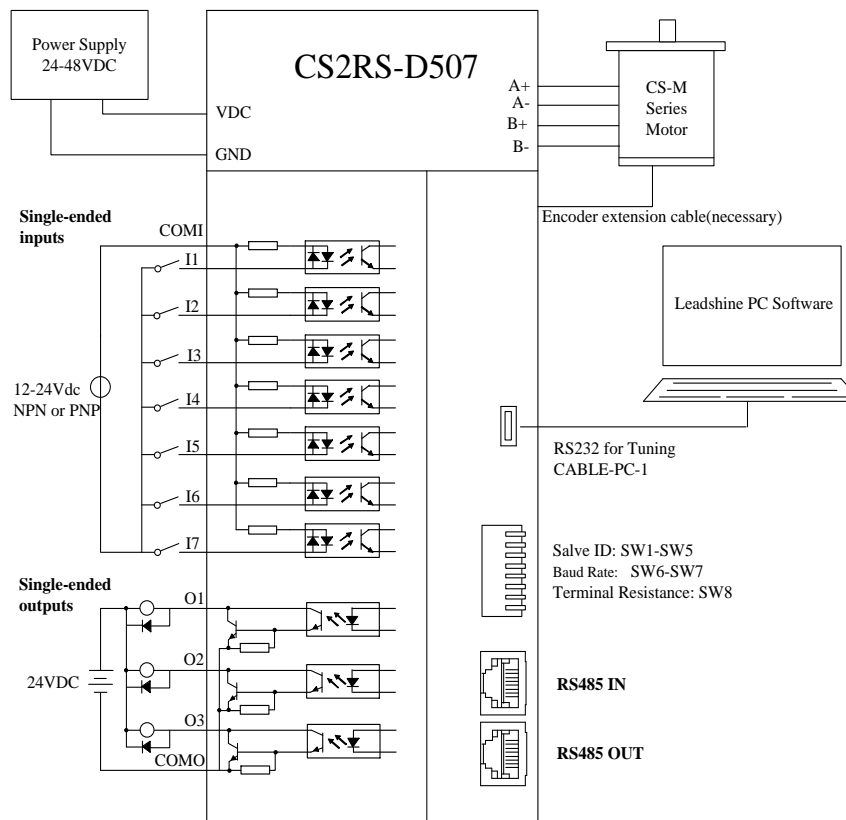 Power Supply
24-48VDC
CS2RS-D507
VDC
GND
A+
A-
B+
B-
CS-M
Series
Motor
Encoder extension cable(necessary)
Single-ended
inputs
COMI
I1
I2
I3
I4
I5
I6
I7
12-24Vdc
NPN or PNP
Leadshine PC Software
RS232 for Tuning
CABLE-PC-1
Salve ID: SW1-SW5
Baud Rate: SW6-SW7
Terminal Resistance: SW8
Single-ended
outputs
O1
O2
O3
24VDC
COMO
RS485 IN
RS485 OUT